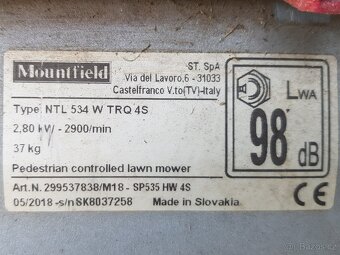 Mountfield
ST. SpA
Via del Lavoro,6 - 31033
Castelfranco V.to(TV)-Italy
Type: NTL 534 W TRQ 4S
2,80 kW - 2900/min
37 kg
LWA
98 dB
Pedestrian controlled lawn mower
Art.N. 299537838/M18 - SP535 HW 4S
05/2018 -s/n SK8037258
Made in Slovakia
CE